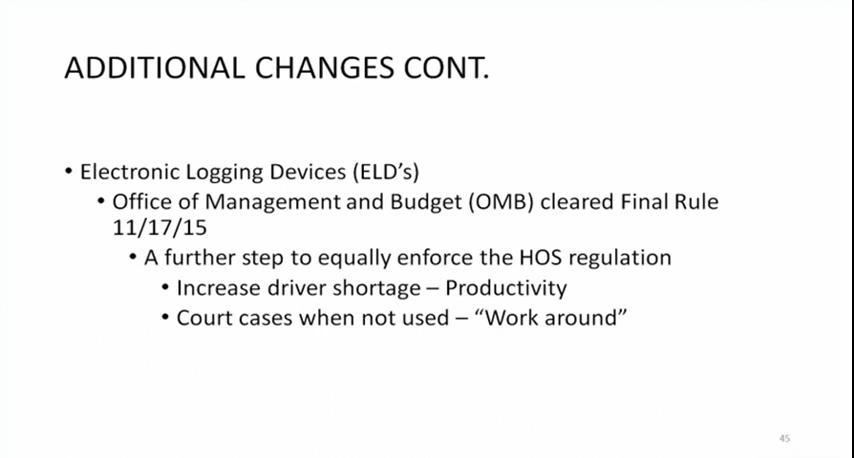 ADDITIONAL CHANGES CONT.
• Electronic Logging Devices (ELD’s)
• Office of Management and Budget (OMB) cleared Final Rule
11/17/15
• A further step to equally enforce the HOS regulation
• Increase driver shortage – Productivity
• Court cases when not used – “Work around”
45